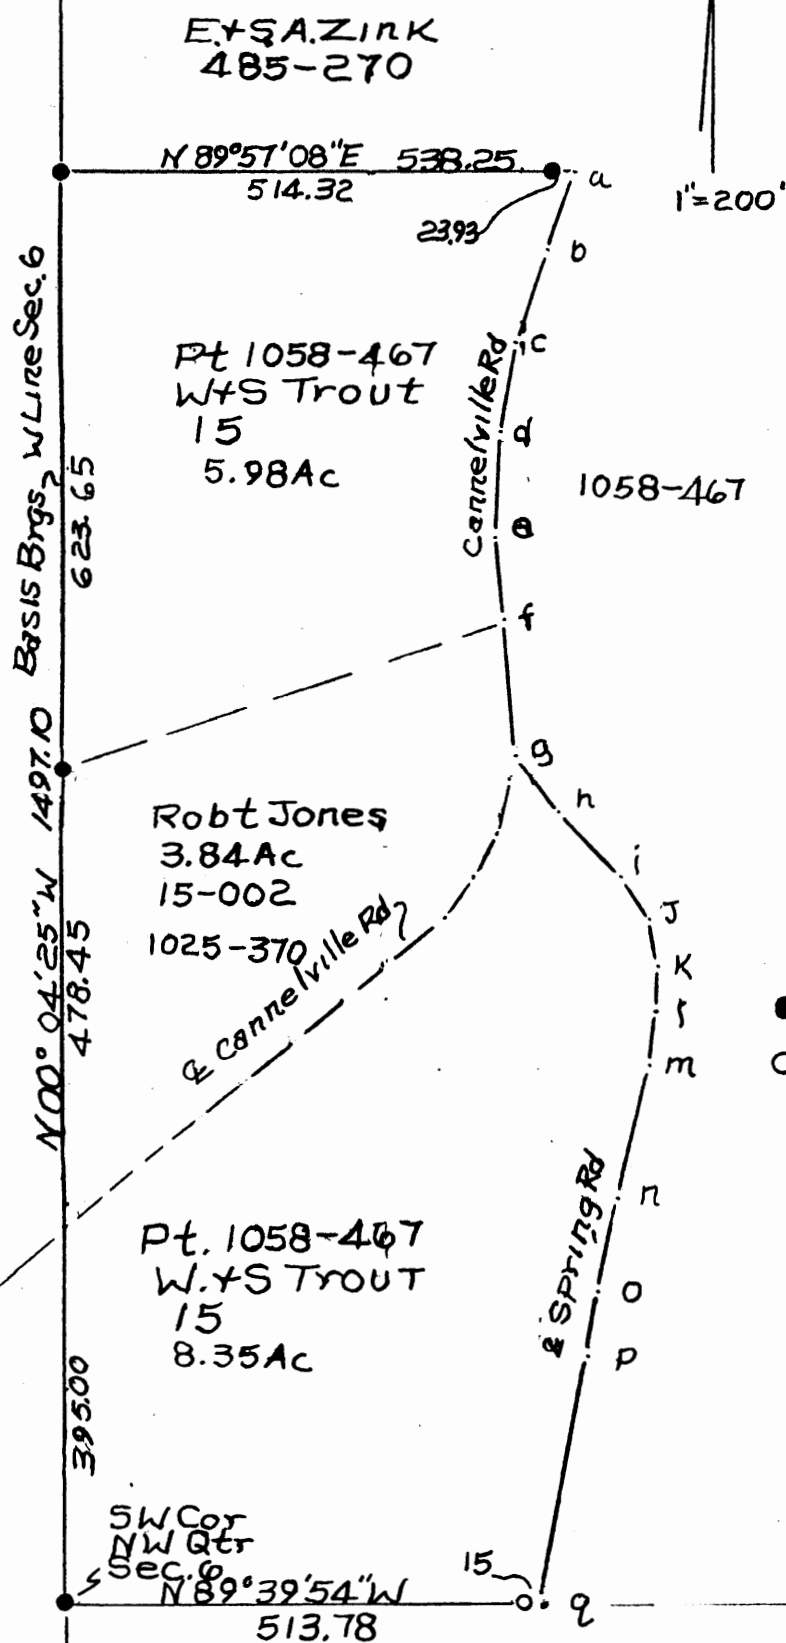 E.+S.A.Zink
485-270
N 89°57'08"E 538.25
514.32
23.93
a
1"=200'
b
c
d
e
f
g
h
i
J
K
l
m
n
o
p
q
Basis Brgs, W Line Sec. 6
N 00° 04' 25" W 1497.10
623.65
478.45
395.00
Pt 1058-467
W+S Trout
15
5.98Ac
Cannelville Rd
1058-467
Robt Jones
3.84Ac
15-002
1025-370
℄ Cannelville Rd
Pt. 1058-467
W.+S Trout
15
8.35Ac
℄ Spring Rd
SW Cor
NW Qtr
Sec. 6
N 89°39'54"W
513.78
15